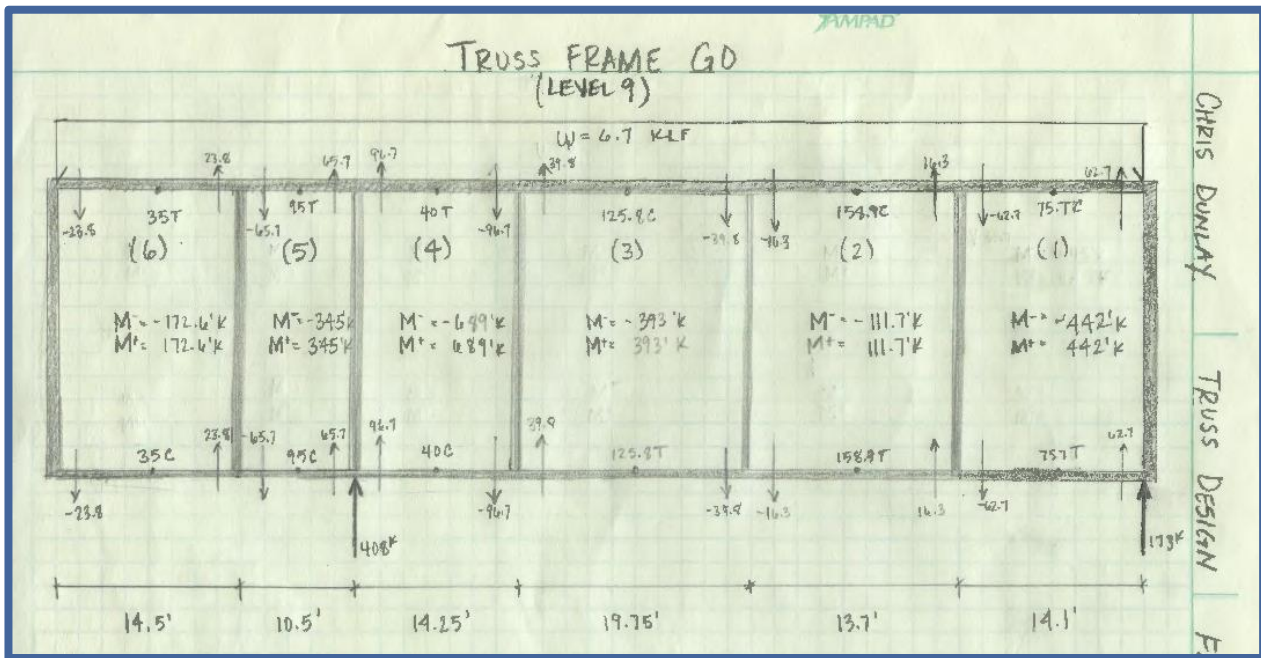 AMPAD
TRUSS FRAME GD
(LEVEL 9)
W = 6.7 KLF
23.8 65.7 96.7 39.8 16.3 62.7
35T 95T 40T 125.8C 158.9C 75.7C
-23.8 -65.7 -96.7 -39.8 -16.3 -62.7
(6) (5) (4) (3) (2) (1)
M⁻ = -172.6'K M⁻ = -345'K M⁻ = -689'K M⁻ = -393'K M⁻ = -111.7'K M⁻ = -442'K
M⁺ = 172.6'K M⁺ = 345'K M⁺ = 689'K M⁺ = 393'K M⁺ = 111.7'K M⁺ = 442'K
23.8 -65.7 65.7 96.7 39.8 62.7
35C 95C 40C 125.8T 158.9T 75.7T
-23.8 -96.7 -39.8 -16.3 16.3 -62.7
408K 173K
14.5' 10.5' 14.25' 19.75' 13.7' 14.1'
CHRIS DUNLAY
TRUSS DESIGN